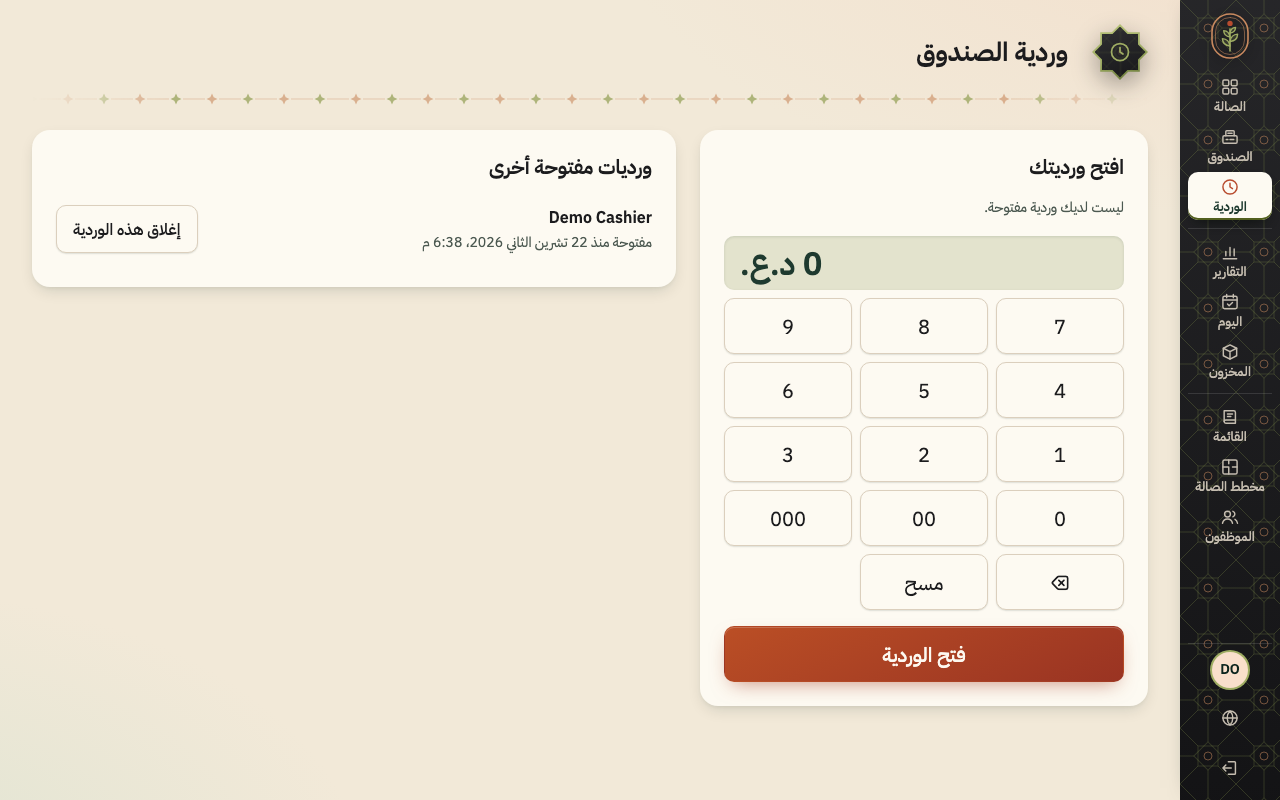 وردية الصندوق
الصالة
الصندوق
الوردية
التقارير
اليوم
المخزون
القائمة
مخطط الصالة
الموظفون
DO
افتح ورديتك
ليست لديك وردية مفتوحة.
0 د.ع.
7 8 9
4 5 6
1 2 3
0 00 000
مسح
فتح الوردية
ورديات مفتوحة أخرى
Demo Cashier
مفتوحة منذ 22 تشرين الثاني 2026، 6:38 م
إغلاق هذه الوردية